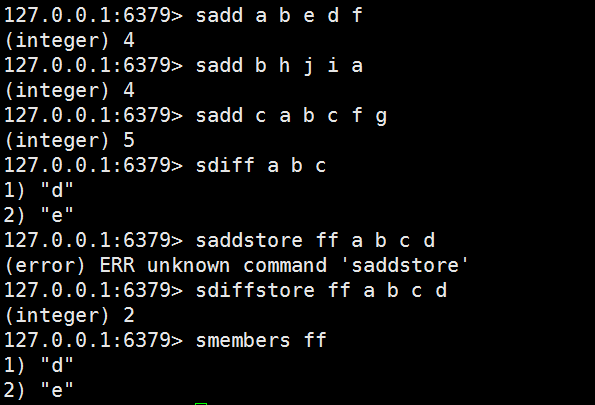 127.0.0.1:6379> sadd a b e d f
(integer) 4
127.0.0.1:6379> sadd b h j i a
(integer) 4
127.0.0.1:6379> sadd c a b c f g
(integer) 5
127.0.0.1:6379> sdiff a b c
1) "d"
2) "e"
127.0.0.1:6379> saddstore ff a b c d
(error) ERR unknown command 'saddstore'
127.0.0.1:6379> sdiffstore ff a b c d
(integer) 2
127.0.0.1:6379> smembers ff
1) "d"
2) "e"